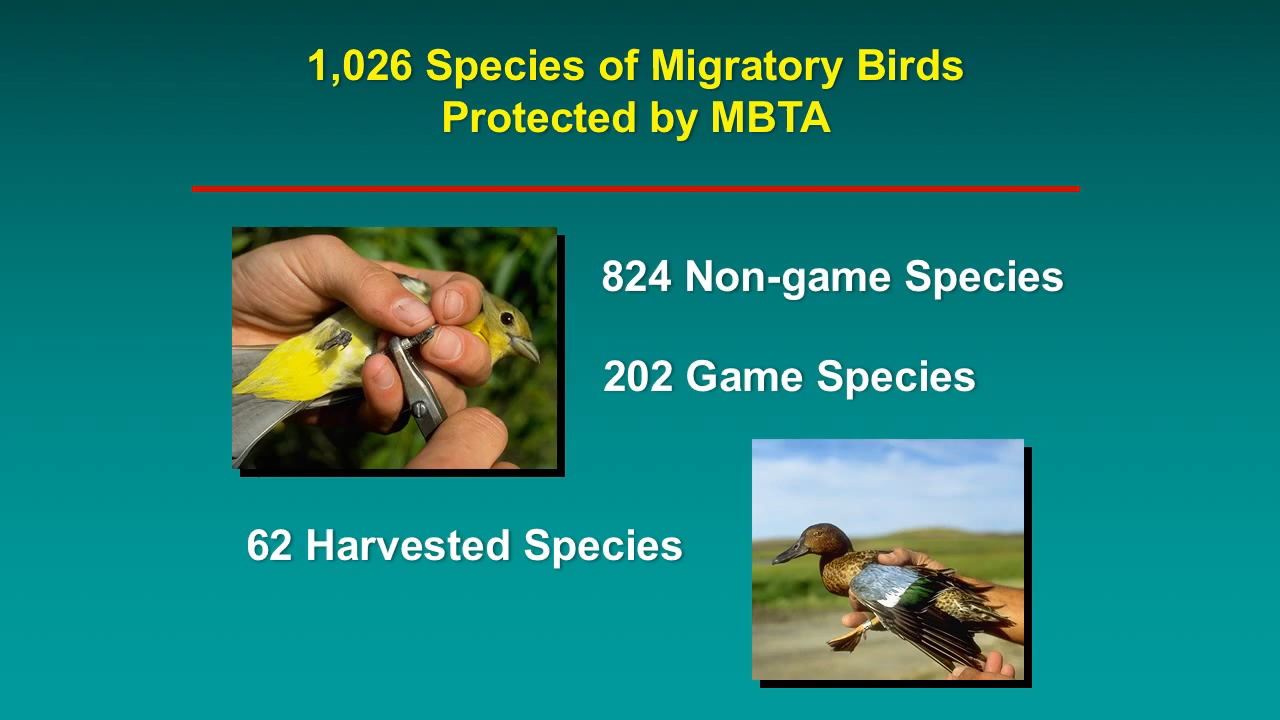 1,026 Species of Migratory Birds
Protected by MBTA
824 Non-game Species
202 Game Species
62 Harvested Species